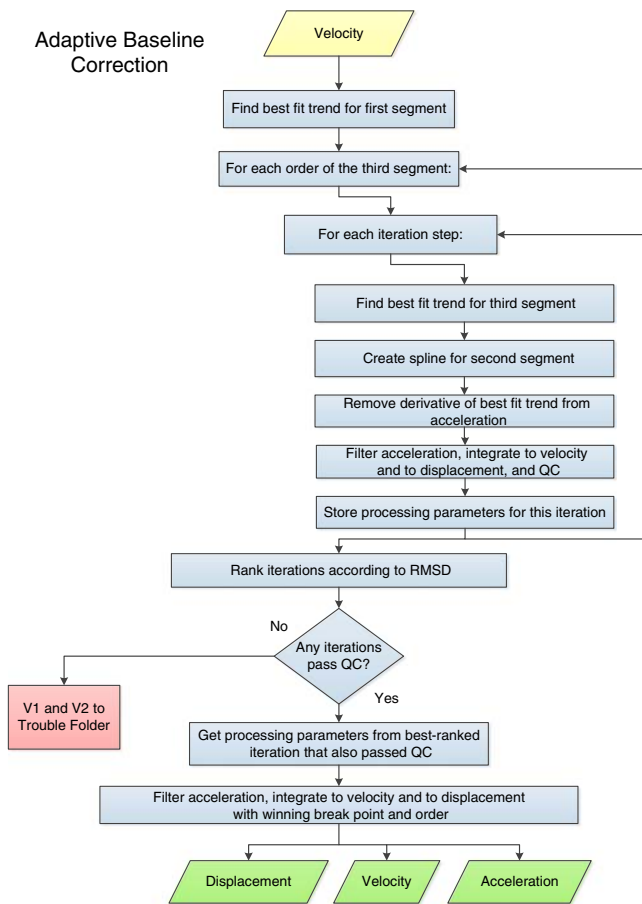 Adaptive Baseline
Correction
Velocity
Find best fit trend for first segment
For each order of the third segment:
For each iteration step:
Find best fit trend for third segment
Create spline for second segment
Remove derivative of best fit trend from
acceleration
Filter acceleration, integrate to velocity
and to displacement, and QC
Store processing parameters for this iteration
Rank iterations according to RMSD
No
Any iterations
pass QC?
Yes
V1 and V2 to
Trouble Folder
Get processing parameters from best-ranked
iteration that also passed QC
Filter acceleration, integrate to velocity and to displacement
with winning break point and order
Displacement
Velocity
Acceleration